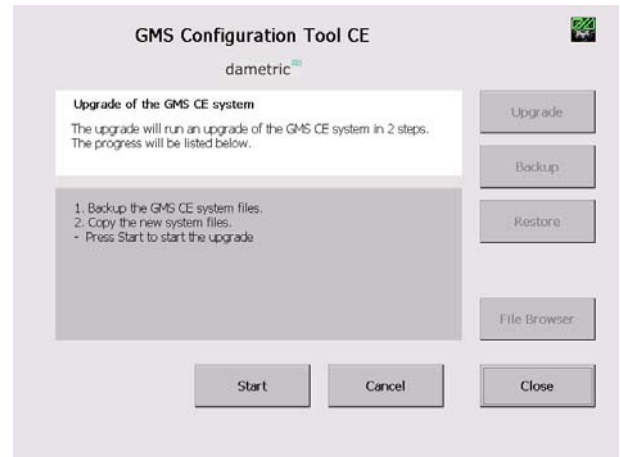 GMS Configuration Tool CE
dametric
Upgrade of the GMS CE system
The upgrade will run an upgrade of the GMS CE system in 2 steps.
The progress will be listed below.
1. Backup the GMS CE system files.
2. Copy the new system files.
- Press Start to start the upgrade
Upgrade
Backup
Restore
File Browser
Start
Cancel
Close